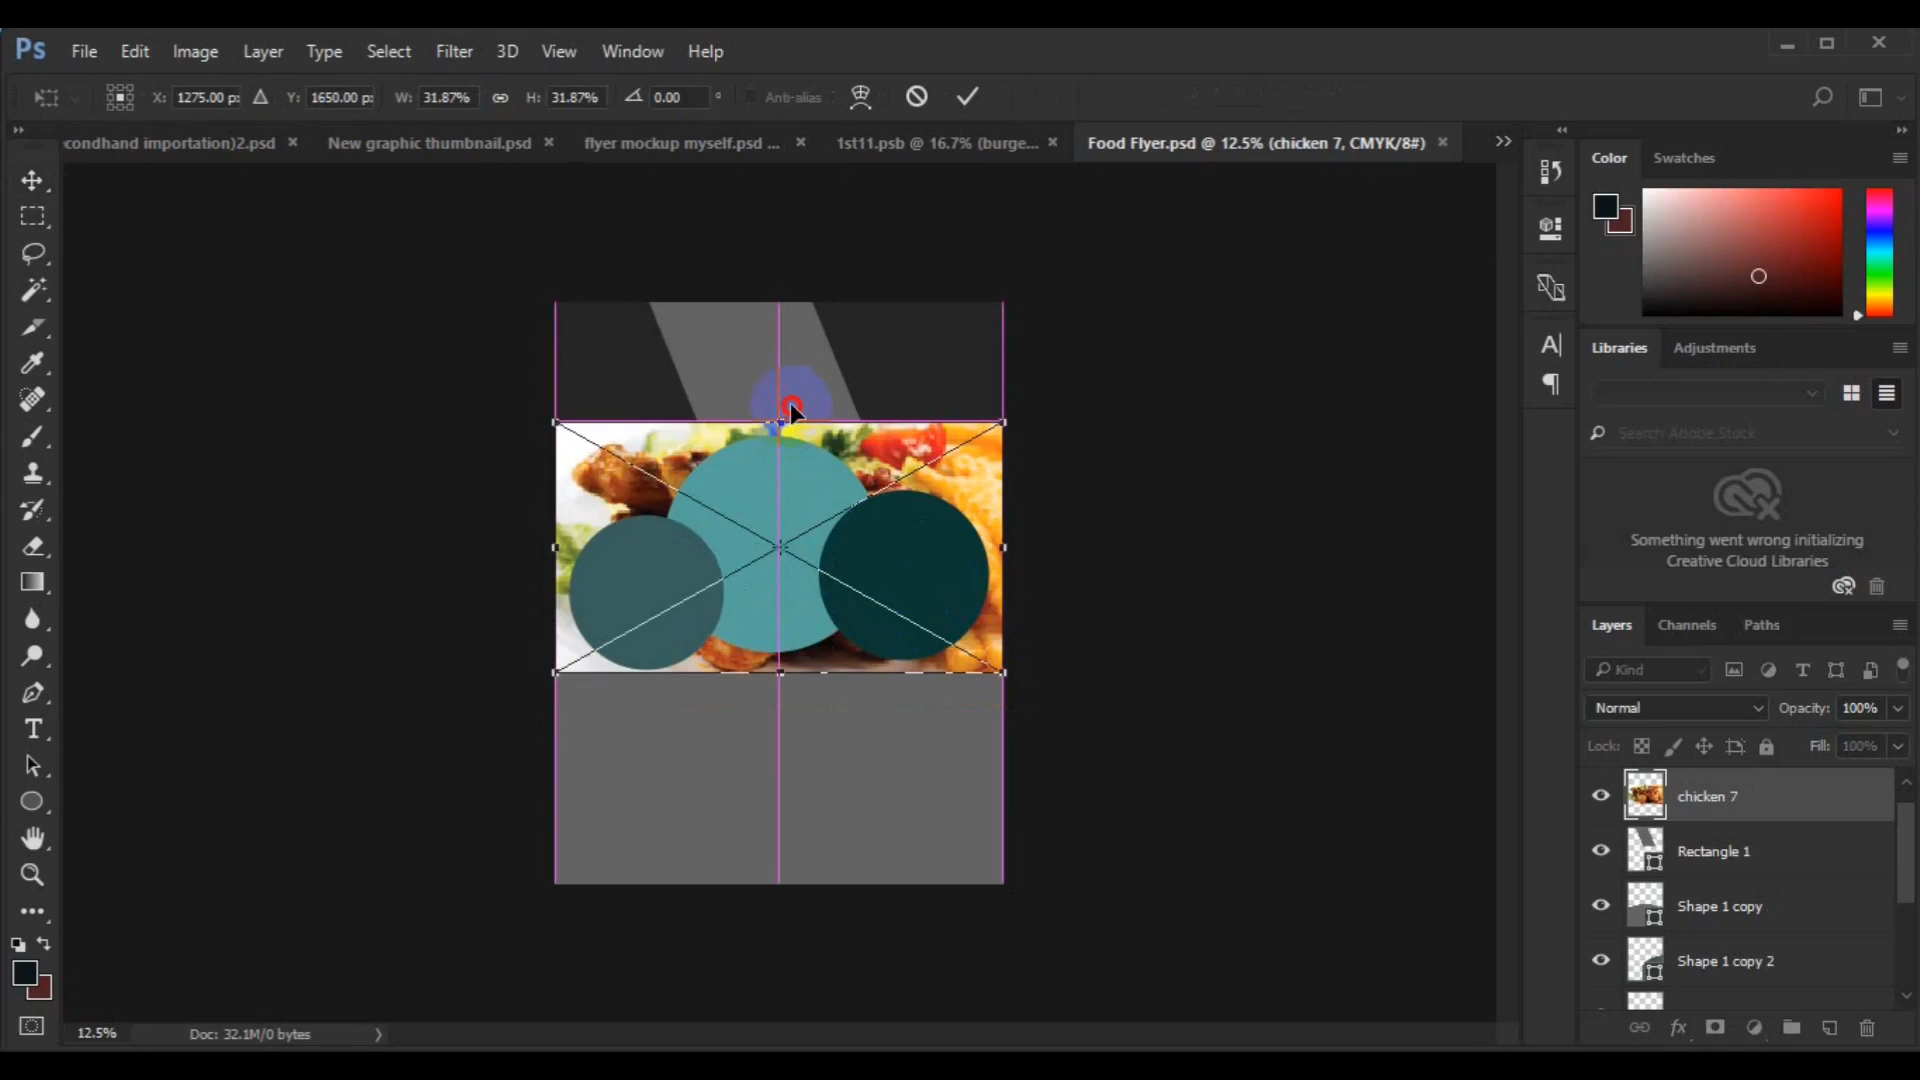 Ps File Edit Image Layer Type Select Filter 3D View Window Help
X: 1275.00 p: Y: 1650.00 p: W: 31.87% H: 31.87% 0.00 ° Anti-alias
condhand importation)2.psd × New graphic thumbnail.psd × flyer mockup myself.psd ... × 1st11.psb @ 16.7% (burge... × Food Flyer.psd @ 12.5% (chicken 7, CMYK/8#) ×
Color Swatches
Libraries Adjustments
Search Adobe Stock
Something went wrong initializing
Creative Cloud Libraries
Layers Channels Paths
Kind
Normal Opacity: 100%
Lock: Fill: 100%
chicken 7
Rectangle 1
Shape 1 copy
Shape 1 copy 2
12.5% Doc: 32.1M/0 bytes